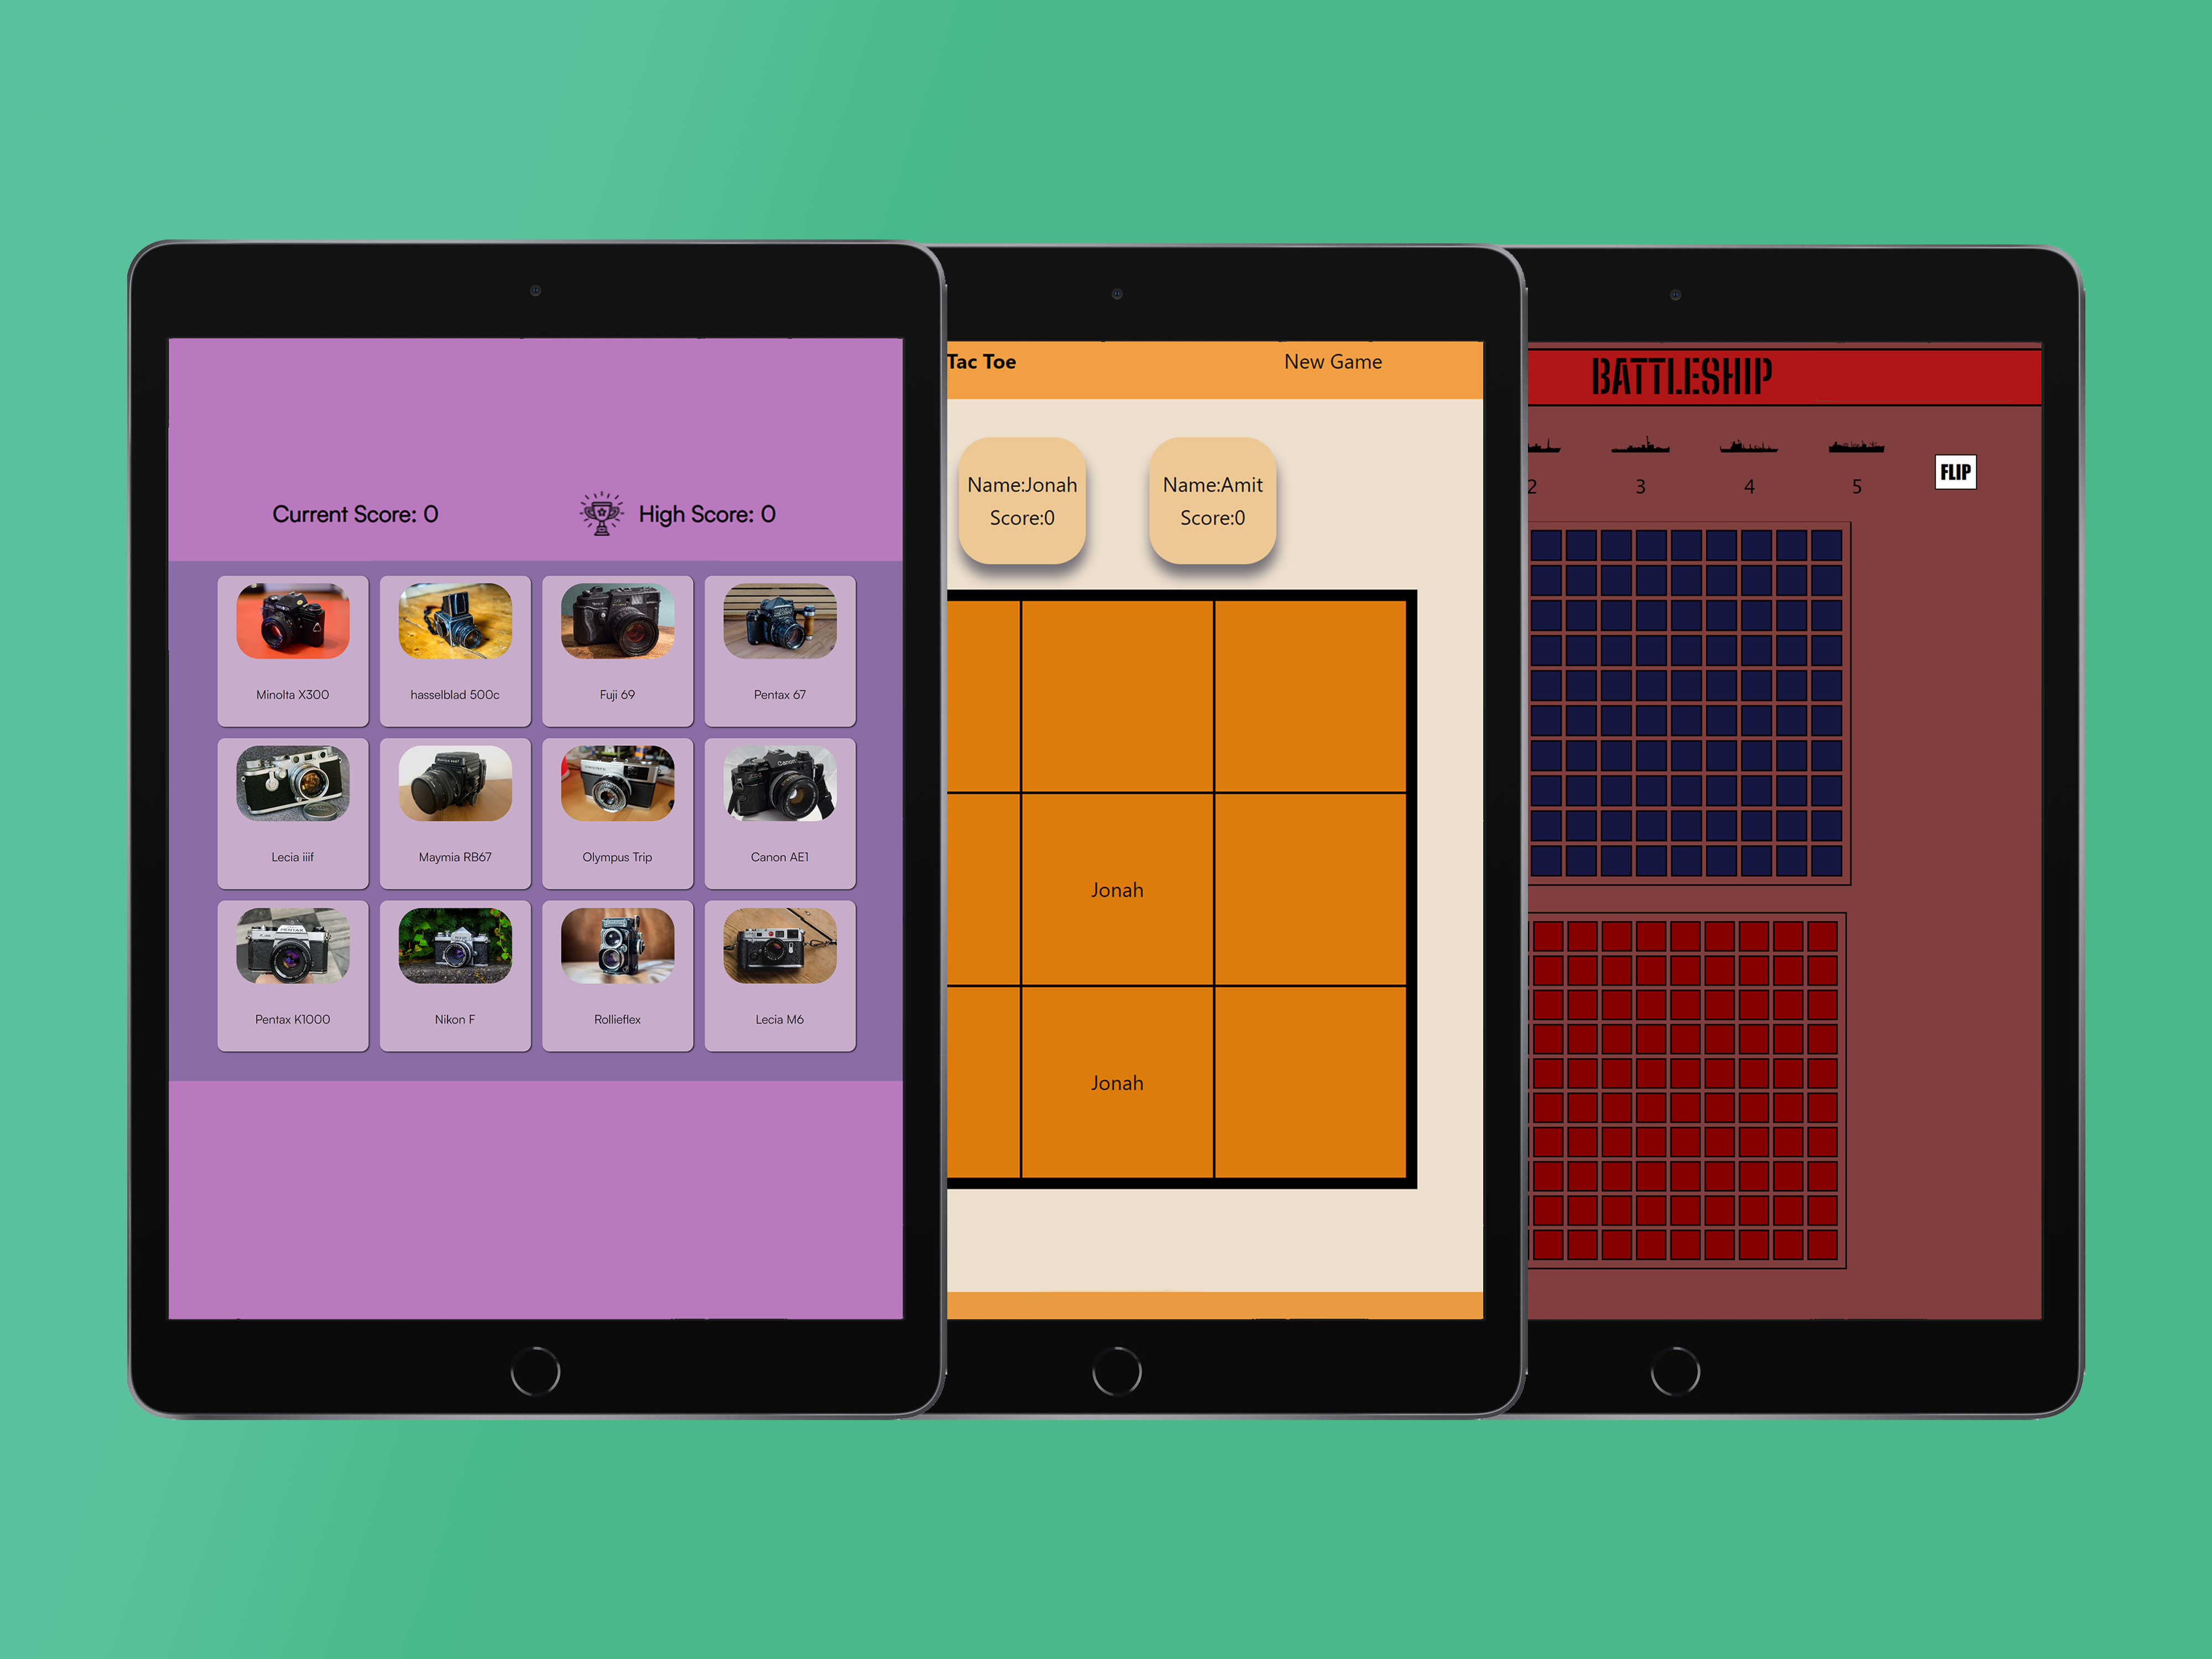 Current Score: 0
High Score: 0
Minolta X300
hasselblad 500c
Fuji 69
Pentax 67
Lecia iiif
Maymia RB67
Olympus Trip
Canon AE1
Canon
Pentax K1000
PENTAX
Nikon F
Rollieflex
Lecia M6
Tac Toe
New Game
Name:Jonah
Score:0
Name:Amit
Score:0
Jonah
Jonah
BATTLESHIP
2
3
4
5
FLIP